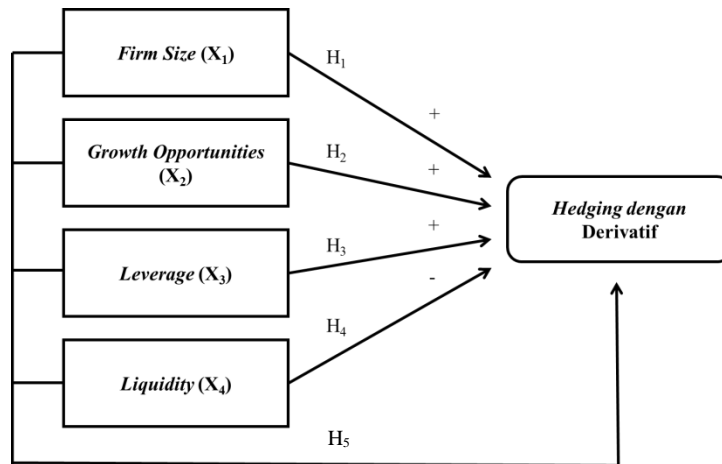 Firm Size (X₁)
H₁
+
Growth Opportunities
(X₂)
H₂
+
Hedging dengan
Derivatif
Leverage (X₃)
H₃
+
-
Liquidity (X₄)
H₄
H₅